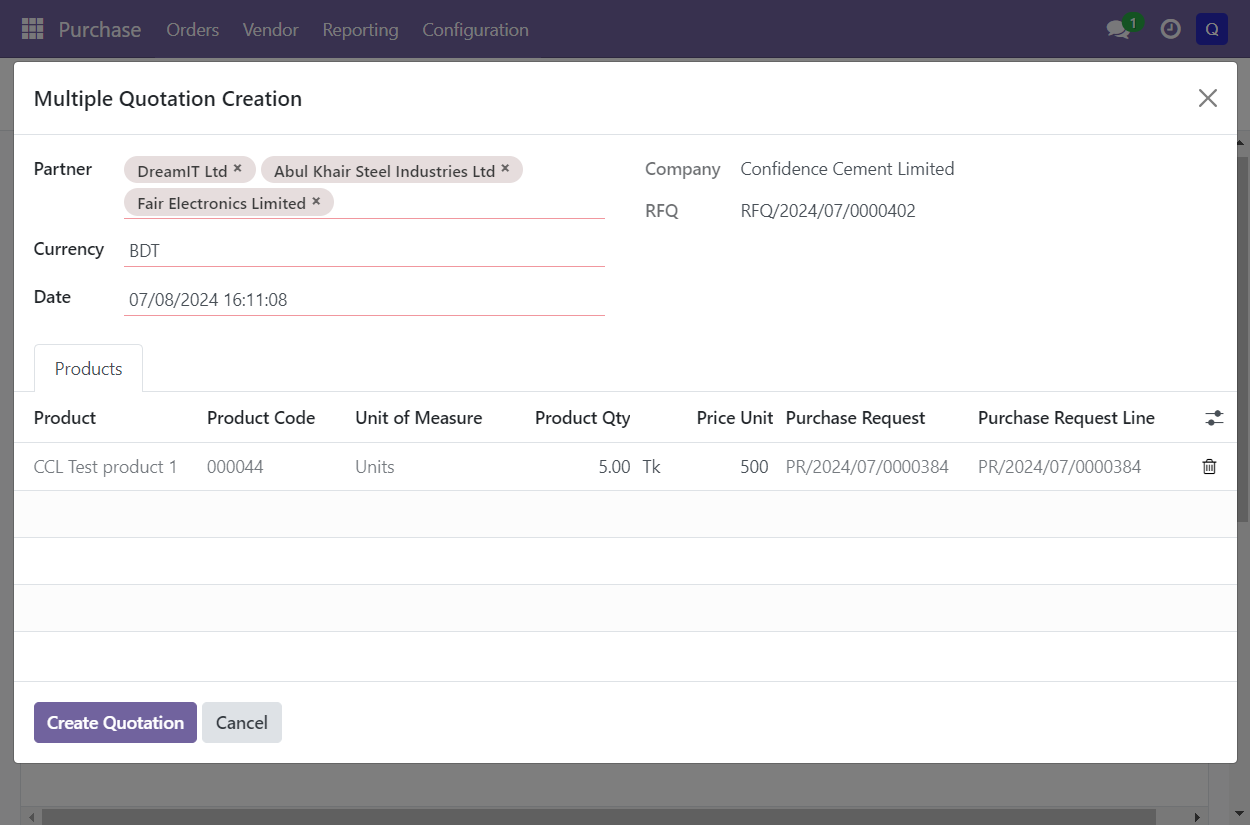 Purchase Orders Vendor Reporting Configuration 1 Q
Multiple Quotation Creation
Partner DreamIT Ltd × Abul Khair Steel Industries Ltd × Company Confidence Cement Limited
Fair Electronics Limited × RFQ RFQ/2024/07/0000402
Currency BDT
Date 07/08/2024 16:11:08
Products
Product Product Code Unit of Measure Product Qty Price Unit Purchase Request Purchase Request Line
CCL Test product 1 000044 Units 5.00 Tk 500 PR/2024/07/0000384 PR/2024/07/0000384
Create Quotation Cancel